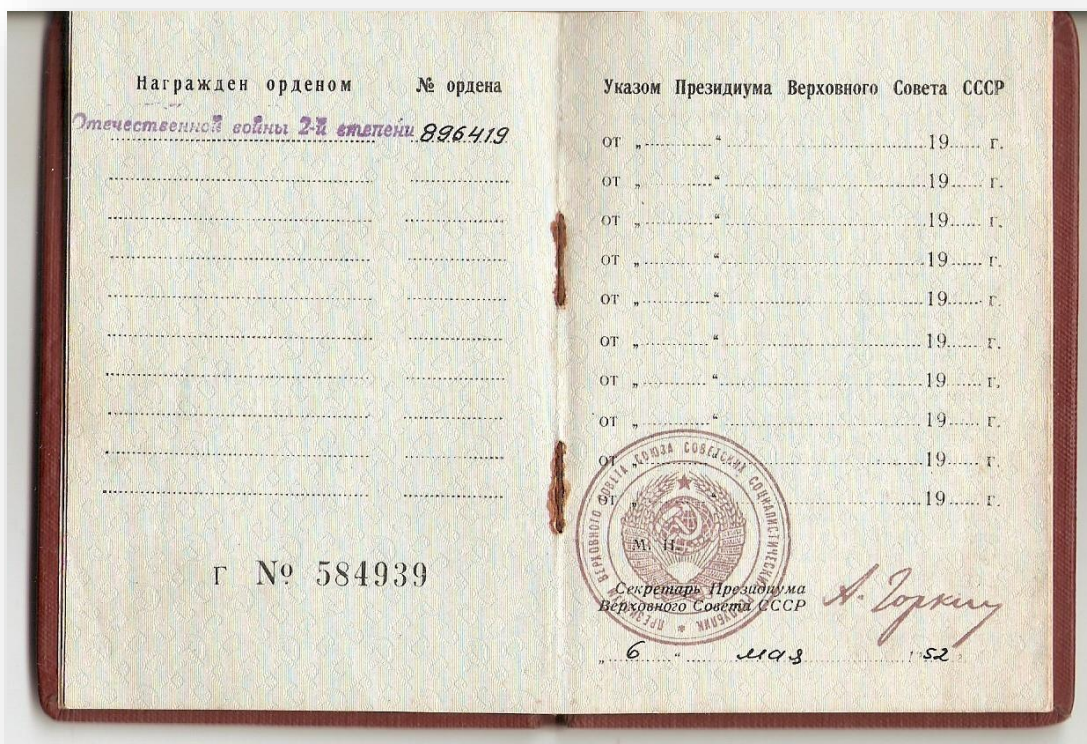 Награжден орденом № ордена
Отечественной войны 2-й степени 896419
Г № 584939
Указом Президиума Верховного Совета СССР
от „ “ 19 г.
от „ “ 19 г.
от „ “ 19 г.
от „ “ 19 г.
от „ “ 19 г.
от „ “ 19 г.
от „ “ 19 г.
от „ “ 19 г.
от „ “ 19 г.
от „ “ 19 г.
ПРЕЗИДИУМ ВЕРХОВНОГО СОВЕТА СОЮЗА СОВЕТСКИХ СОЦИАЛИСТИЧЕСКИХ РЕСПУБЛИК
М. П.
Секретарь Президиума
Верховного Совета СССР А. Горкин
„ 6 “ мая 1952 г.